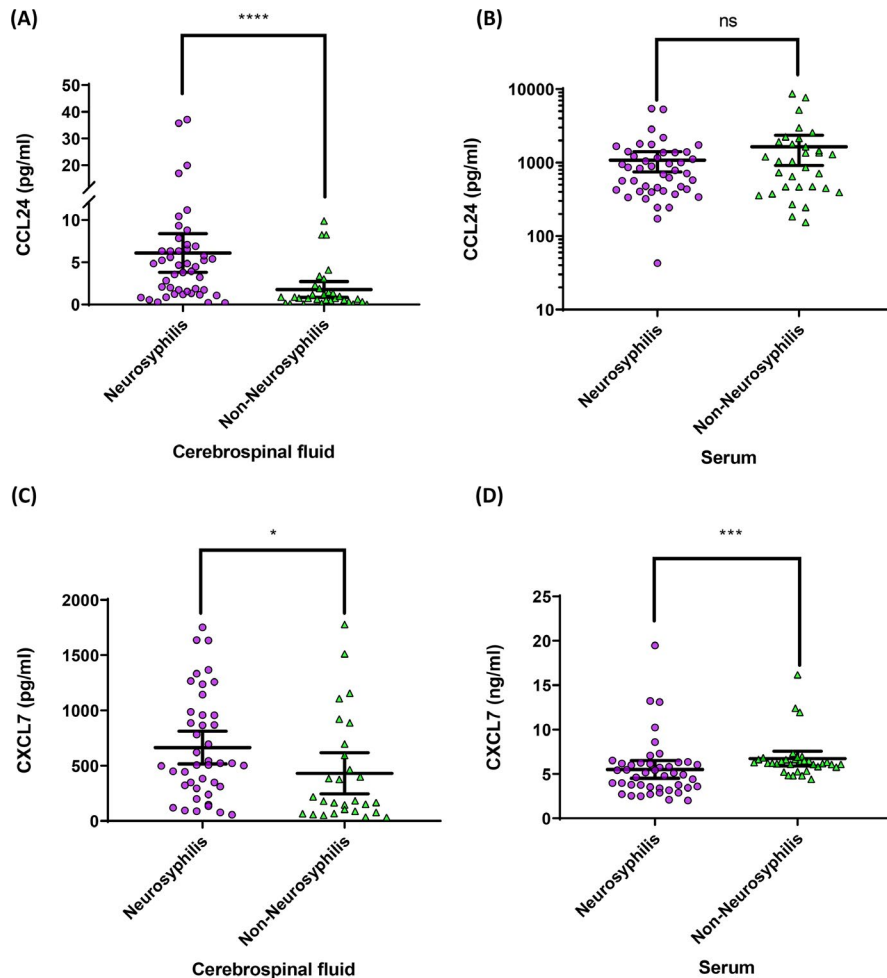 (A)
****
CCL24 (pg/ml)
50
40
30
20
10
5
0
Neurosyphilis
Non-Neurosyphilis
Cerebrospinal fluid
(B)
ns
CCL24 (pg/ml)
10000
1000
100
10
Neurosyphilis
Non-Neurosyphilis
Serum
(C)
*
CXCL7 (pg/ml)
2000
1500
1000
500
0
Neurosyphilis
Non-Neurosyphilis
Cerebrospinal fluid
(D)
***
CXCL7 (ng/ml)
25
20
15
10
5
0
Neurosyphilis
Non-Neurosyphilis
Serum